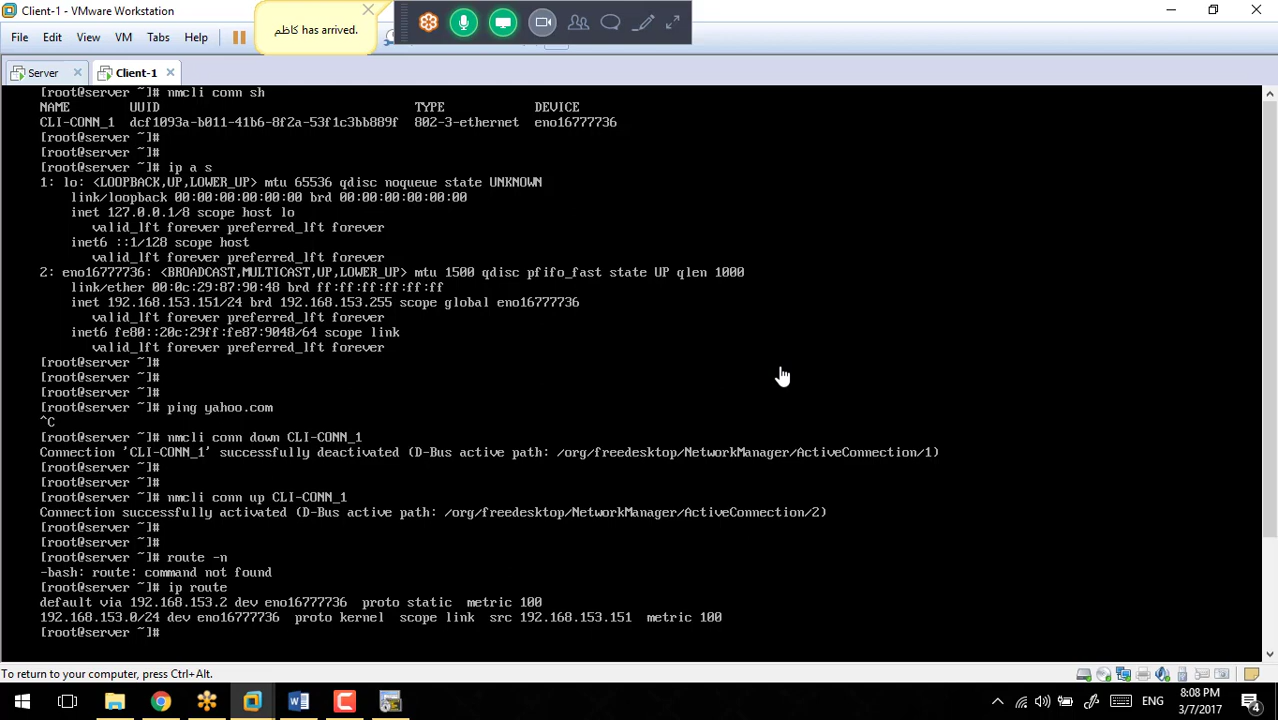 Client-1 - VMware Workstation
کاظم has arrived.
File Edit View VM Tabs Help
Server Client-1
[root@server ~]# nmcli conn sh
NAME UUID TYPE DEVICE
CLI-CONN_1 dcf1093a-b011-41b6-8f2a-53f1c3bb889f 802-3-ethernet eno16777736
[root@server ~]#
[root@server ~]#
[root@server ~]# ip a s
1: lo: <LOOPBACK,UP,LOWER_UP> mtu 65536 qdisc noqueue state UNKNOWN
link/loopback 00:00:00:00:00:00 brd 00:00:00:00:00:00
inet 127.0.0.1/8 scope host lo
valid_lft forever preferred_lft forever
inet6 ::1/128 scope host
valid_lft forever preferred_lft forever
2: eno16777736: <BROADCAST,MULTICAST,UP,LOWER_UP> mtu 1500 qdisc pfifo_fast state UP qlen 1000
link/ether 00:0c:29:87:90:48 brd ff:ff:ff:ff:ff:ff
inet 192.168.153.151/24 brd 192.168.153.255 scope global eno16777736
valid_lft forever preferred_lft forever
inet6 fe80::20c:29ff:fe87:9048/64 scope link
valid_lft forever preferred_lft forever
[root@server ~]#
[root@server ~]#
[root@server ~]#
[root@server ~]# ping yahoo.com
^C
[root@server ~]# nmcli conn down CLI-CONN_1
Connection 'CLI-CONN_1' successfully deactivated (D-Bus active path: /org/freedesktop/NetworkManager/ActiveConnection/1)
[root@server ~]#
[root@server ~]#
[root@server ~]# nmcli conn up CLI-CONN_1
Connection successfully activated (D-Bus active path: /org/freedesktop/NetworkManager/ActiveConnection/2)
[root@server ~]#
[root@server ~]#
[root@server ~]# route -n
-bash: route: command not found
[root@server ~]# ip route
default via 192.168.153.2 dev eno16777736 proto static metric 100
192.168.153.0/24 dev eno16777736 proto kernel scope link src 192.168.153.151 metric 100
[root@server ~]#
To return to your computer, press Ctrl+Alt.
ENG
8:08 PM
3/7/2017
4